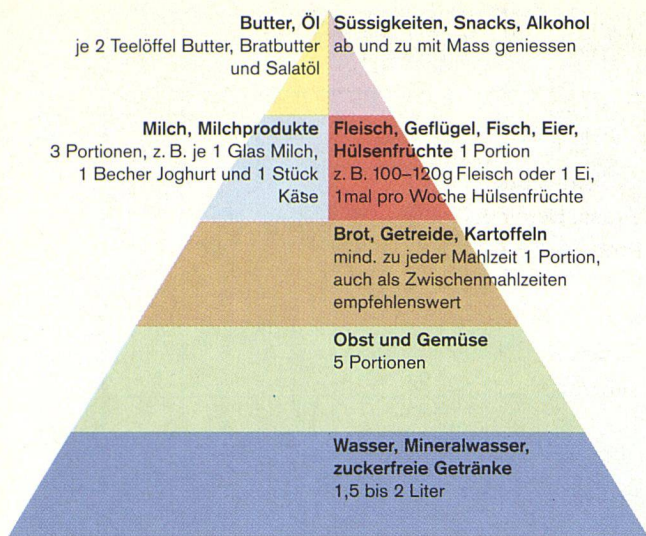 Butter, Öl
je 2 Teelöffel Butter, Bratbutter
und Salatöl
Süssigkeiten, Snacks, Alkohol
ab und zu mit Mass geniessen
Milch, Milchprodukte
3 Portionen, z. B. je 1 Glas Milch,
1 Becher Joghurt und 1 Stück
Käse
Fleisch, Geflügel, Fisch, Eier,
Hülsenfrüchte 1 Portion
z. B. 100–120g Fleisch oder 1 Ei,
1mal pro Woche Hülsenfrüchte
Brot, Getreide, Kartoffeln
mind. zu jeder Mahlzeit 1 Portion,
auch als Zwischenmahlzeiten
empfehlenswert
Obst und Gemüse
5 Portionen
Wasser, Mineralwasser,
zuckerfreie Getränke
1,5 bis 2 Liter